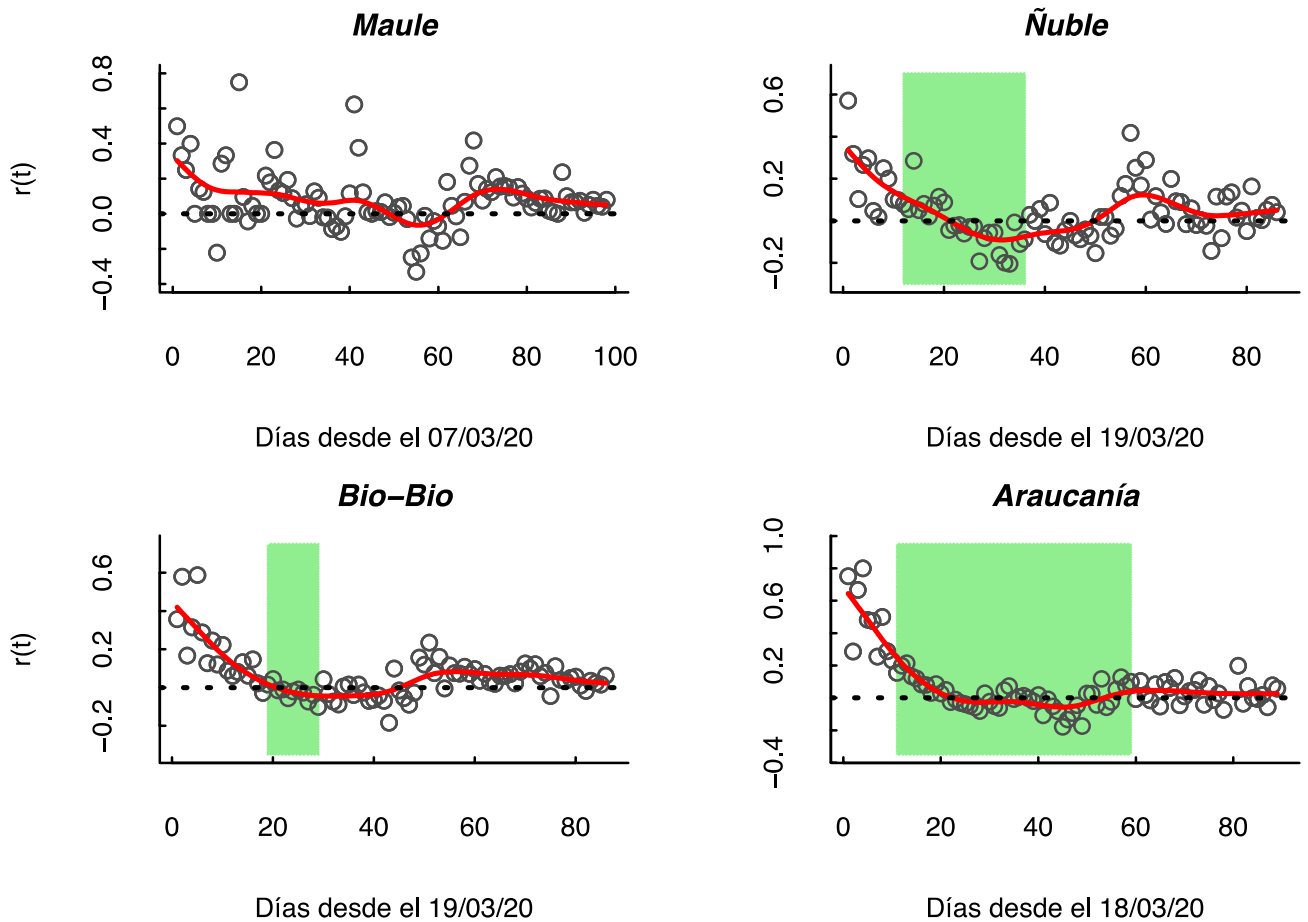 Maule
r(t)
0.8
0.4
0.0
−0.4
0 20 40 60 80 100
Días desde el 07/03/20
Ñuble
0.6
0.2
−0.2
0 20 40 60 80
Días desde el 19/03/20
Bio−Bio
r(t)
0.6
0.2
−0.2
0 20 40 60 80
Días desde el 19/03/20
Araucanía
1.0
0.6
0.2
−0.4
0 20 40 60 80
Días desde el 18/03/20